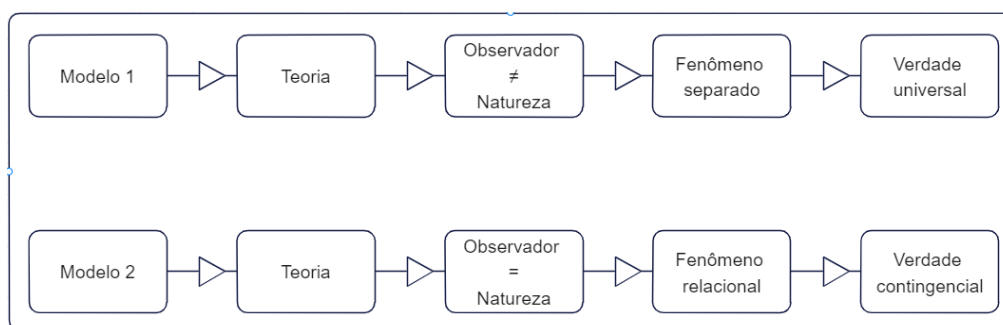 Modelo 1
Teoria
Observador
≠
Natureza
Fenômeno
separado
Verdade
universal
Modelo 2
Teoria
Observador
=
Natureza
Fenômeno
relacional
Verdade
contingencial